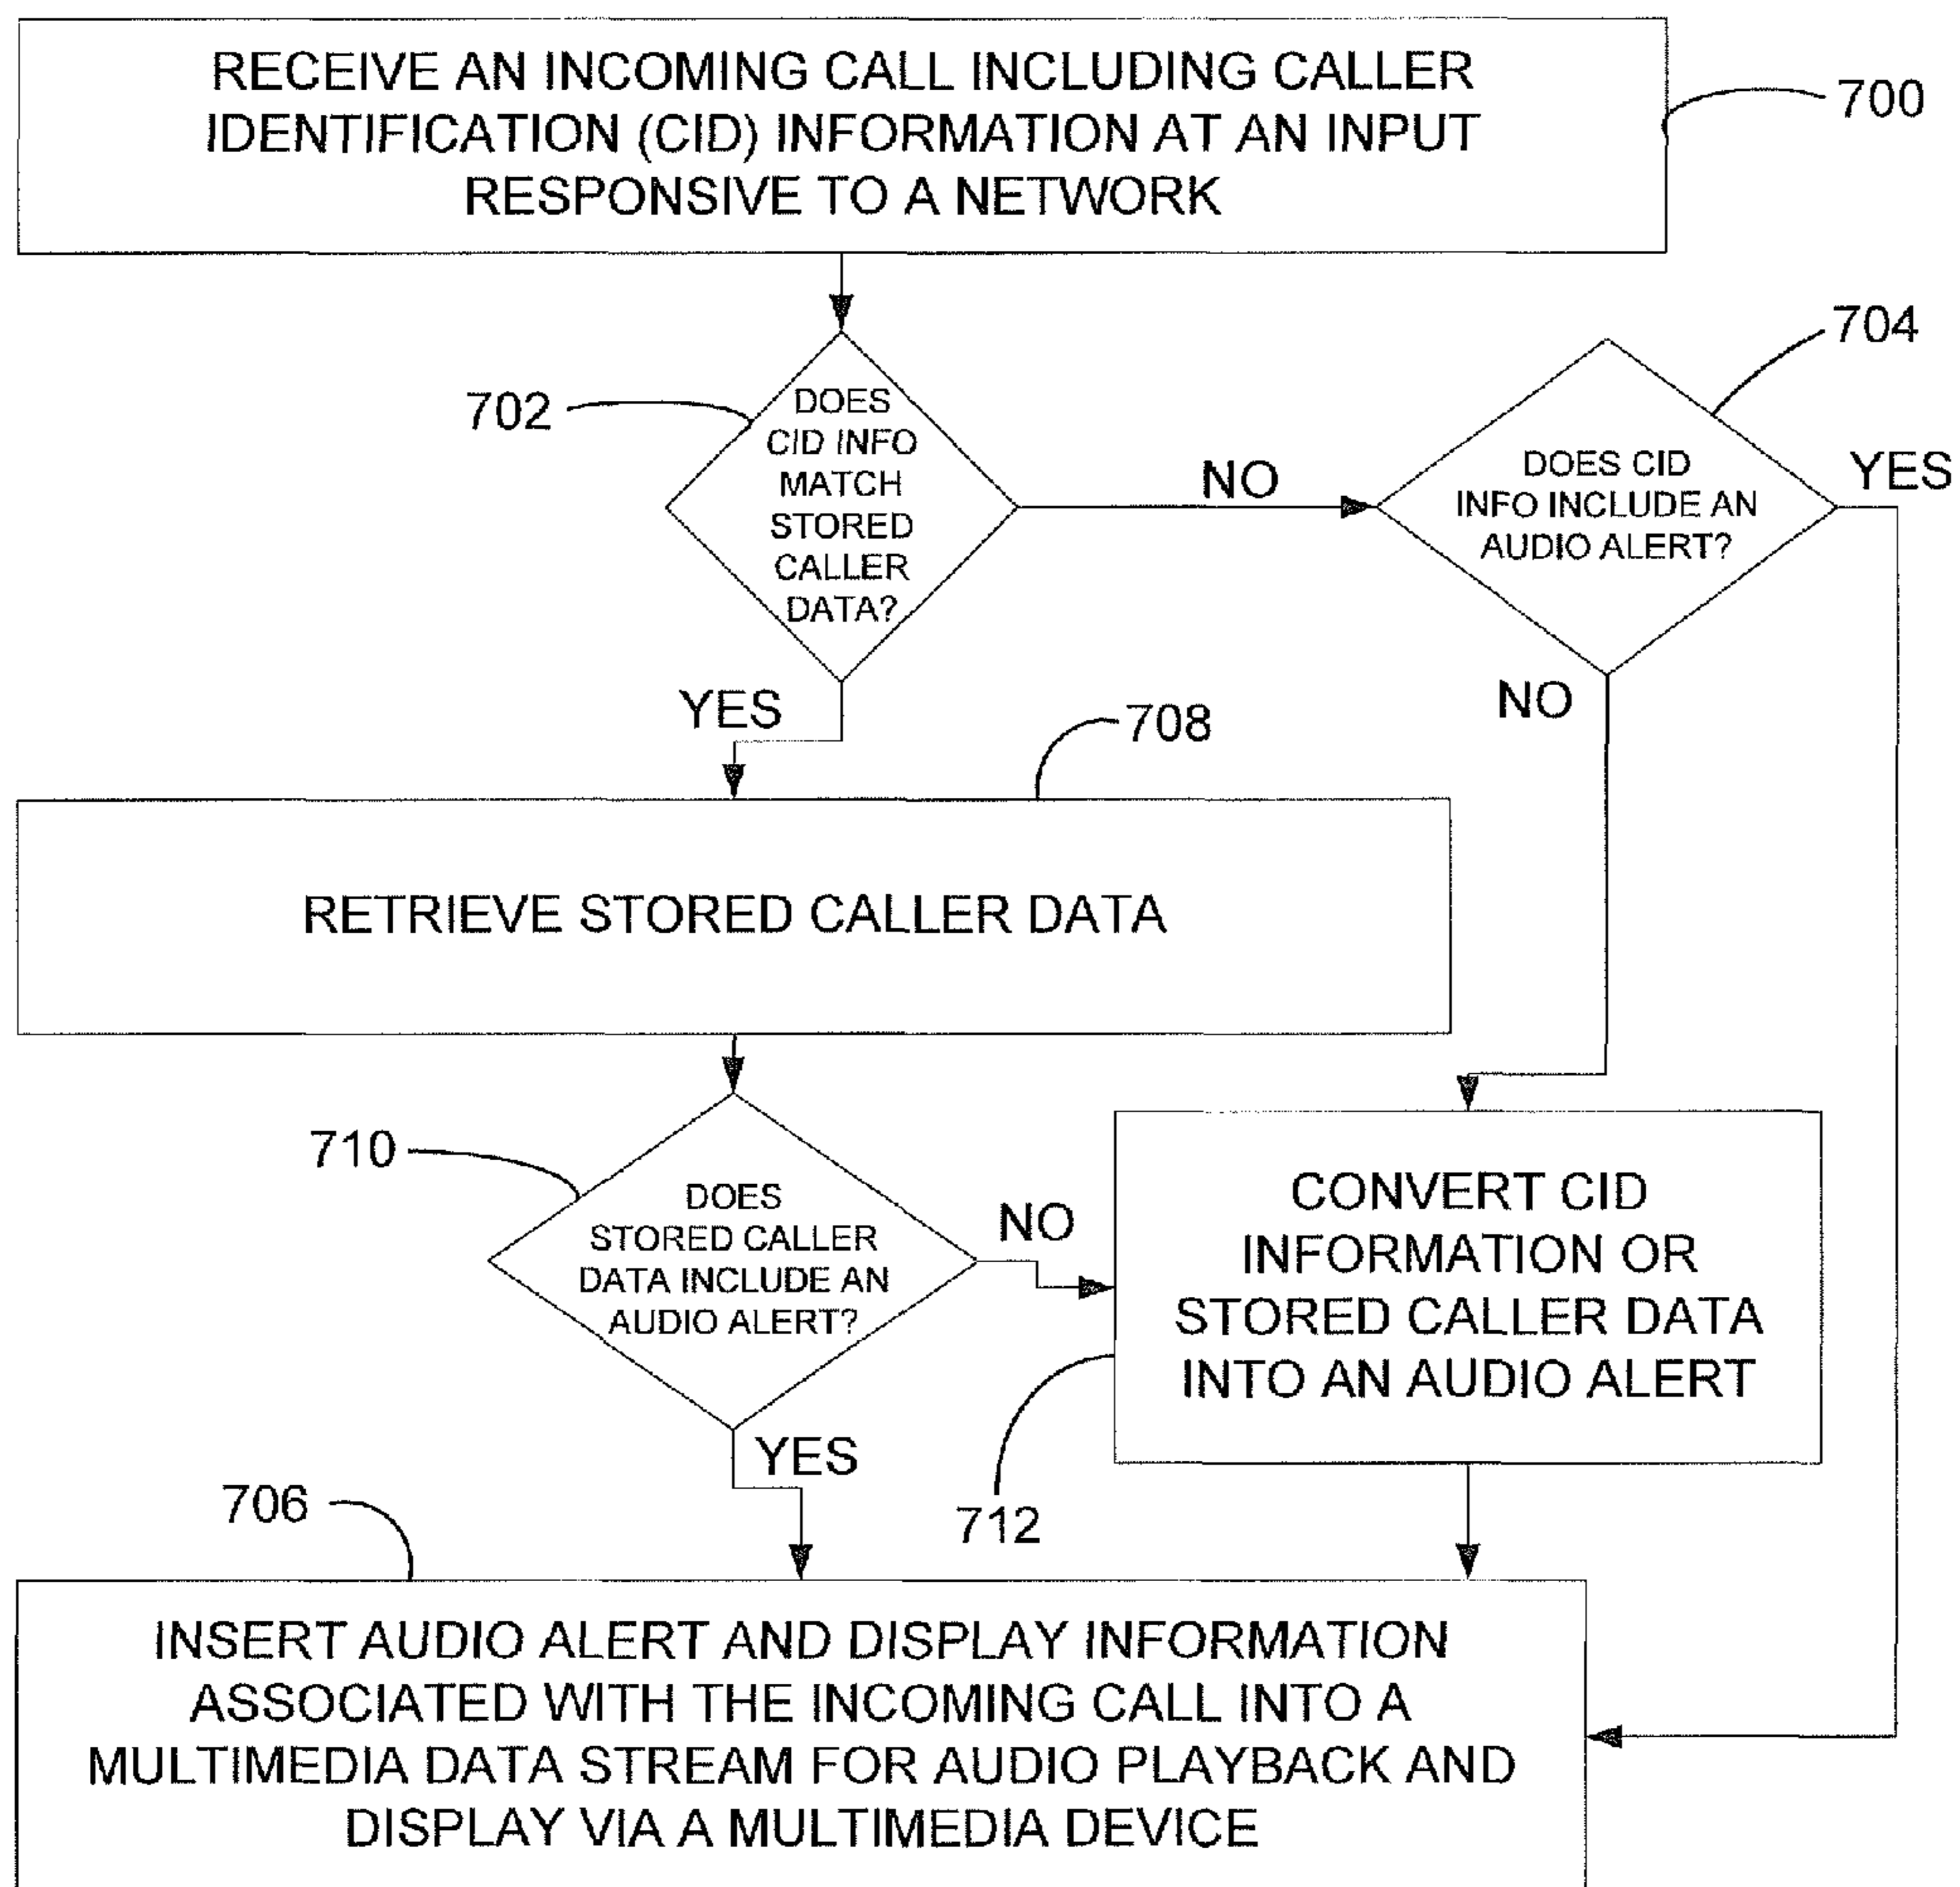 RECEIVE AN INCOMING CALL INCLUDING CALLER
IDENTIFICATION (CID) INFORMATION AT AN INPUT
RESPONSIVE TO A NETWORK
700
702
DOES
CID INFO
MATCH
STORED
CALLER
DATA?
NO
704
DOES CID
INFO INCLUDE AN
AUDIO ALERT?
YES
NO
YES
708
RETRIEVE STORED CALLER DATA
710
DOES
STORED CALLER
DATA INCLUDE AN
AUDIO ALERT?
NO
CONVERT CID
INFORMATION OR
STORED CALLER DATA
INTO AN AUDIO ALERT
YES
712
706
INSERT AUDIO ALERT AND DISPLAY INFORMATION
ASSOCIATED WITH THE INCOMING CALL INTO A
MULTIMEDIA DATA STREAM FOR AUDIO PLAYBACK AND
DISPLAY VIA A MULTIMEDIA DEVICE